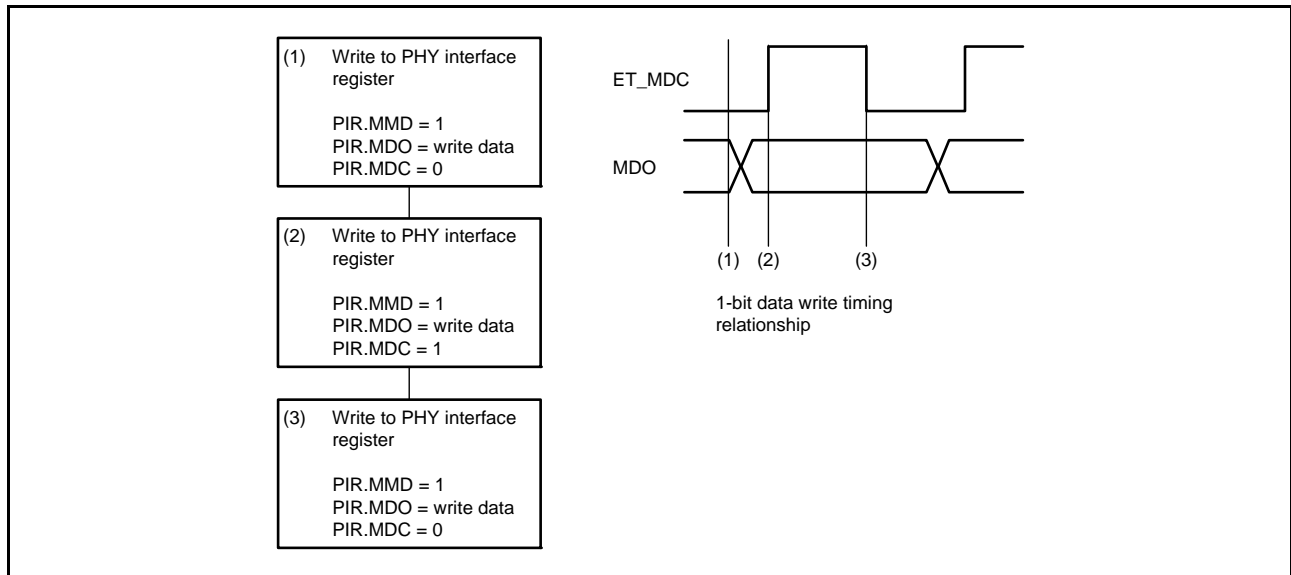 (1) Write to PHY interface
register
PIR.MMD = 1
PIR.MDO = write data
PIR.MDC = 0
(2) Write to PHY interface
register
PIR.MMD = 1
PIR.MDO = write data
PIR.MDC = 1
(3) Write to PHY interface
register
PIR.MMD = 1
PIR.MDO = write data
PIR.MDC = 0
ET_MDC
MDO
(1) (2) (3)
1-bit data write timing
relationship